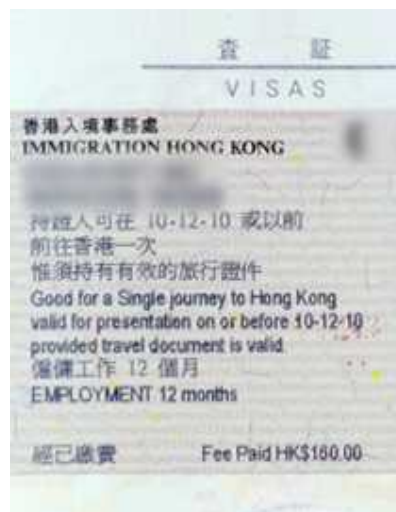 查 証
VISAS
香港入境事務處
IMMIGRATION HONG KONG
持證人可在 10-12-10 或以前
前往香港一次
惟須持有有效的旅行證件
Good for a Single journey to Hong Kong
valid for presentation on or before 10-12-10
provided travel document is valid
僱傭工作 12 個月
EMPLOYMENT 12 months
經已繳費 Fee Paid HK$160.00